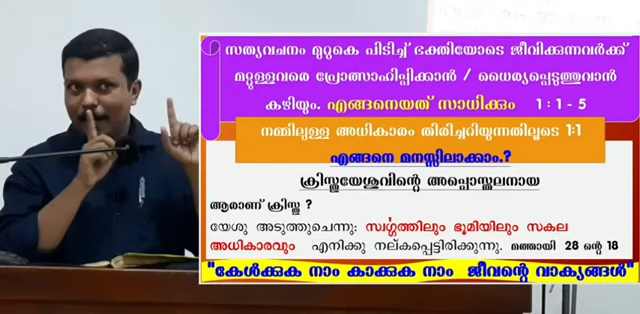 സത്യവചനം മുറുകെ പിടിച്ച് ഭക്തിയോടെ ജീവിക്കുന്നവർക്ക്
മറ്റുള്ളവരെ പ്രോത്സാഹിപ്പിക്കാൻ / ധൈര്യപ്പെടുത്തുവാൻ
കഴിയും. എങ്ങനെയത് സാധിക്കും 1:1-5
നമ്മിലുള്ള അധികാരം തിരിച്ചറിയുന്നതിലൂടെ 1:1
എങ്ങനെ മനസ്സിലാക്കാം.?
ക്രിസ്തുയേശുവിന്റെ അപ്പൊസ്തലനായ
ആരാണ് ക്രിസ്തു ?
യേശു അടുത്തുചെന്നു: സ്വർഗ്ഗത്തിലും ഭൂമിയിലും സകല
അധികാരവും എനിക്കു നല്കപ്പെട്ടിരിക്കുന്നു. മത്തായി 28 ന്റെ 18
"കേൾക്കുക നാം കാക്കുക നാം ജീവന്റെ വാക്യങ്ങൾ"